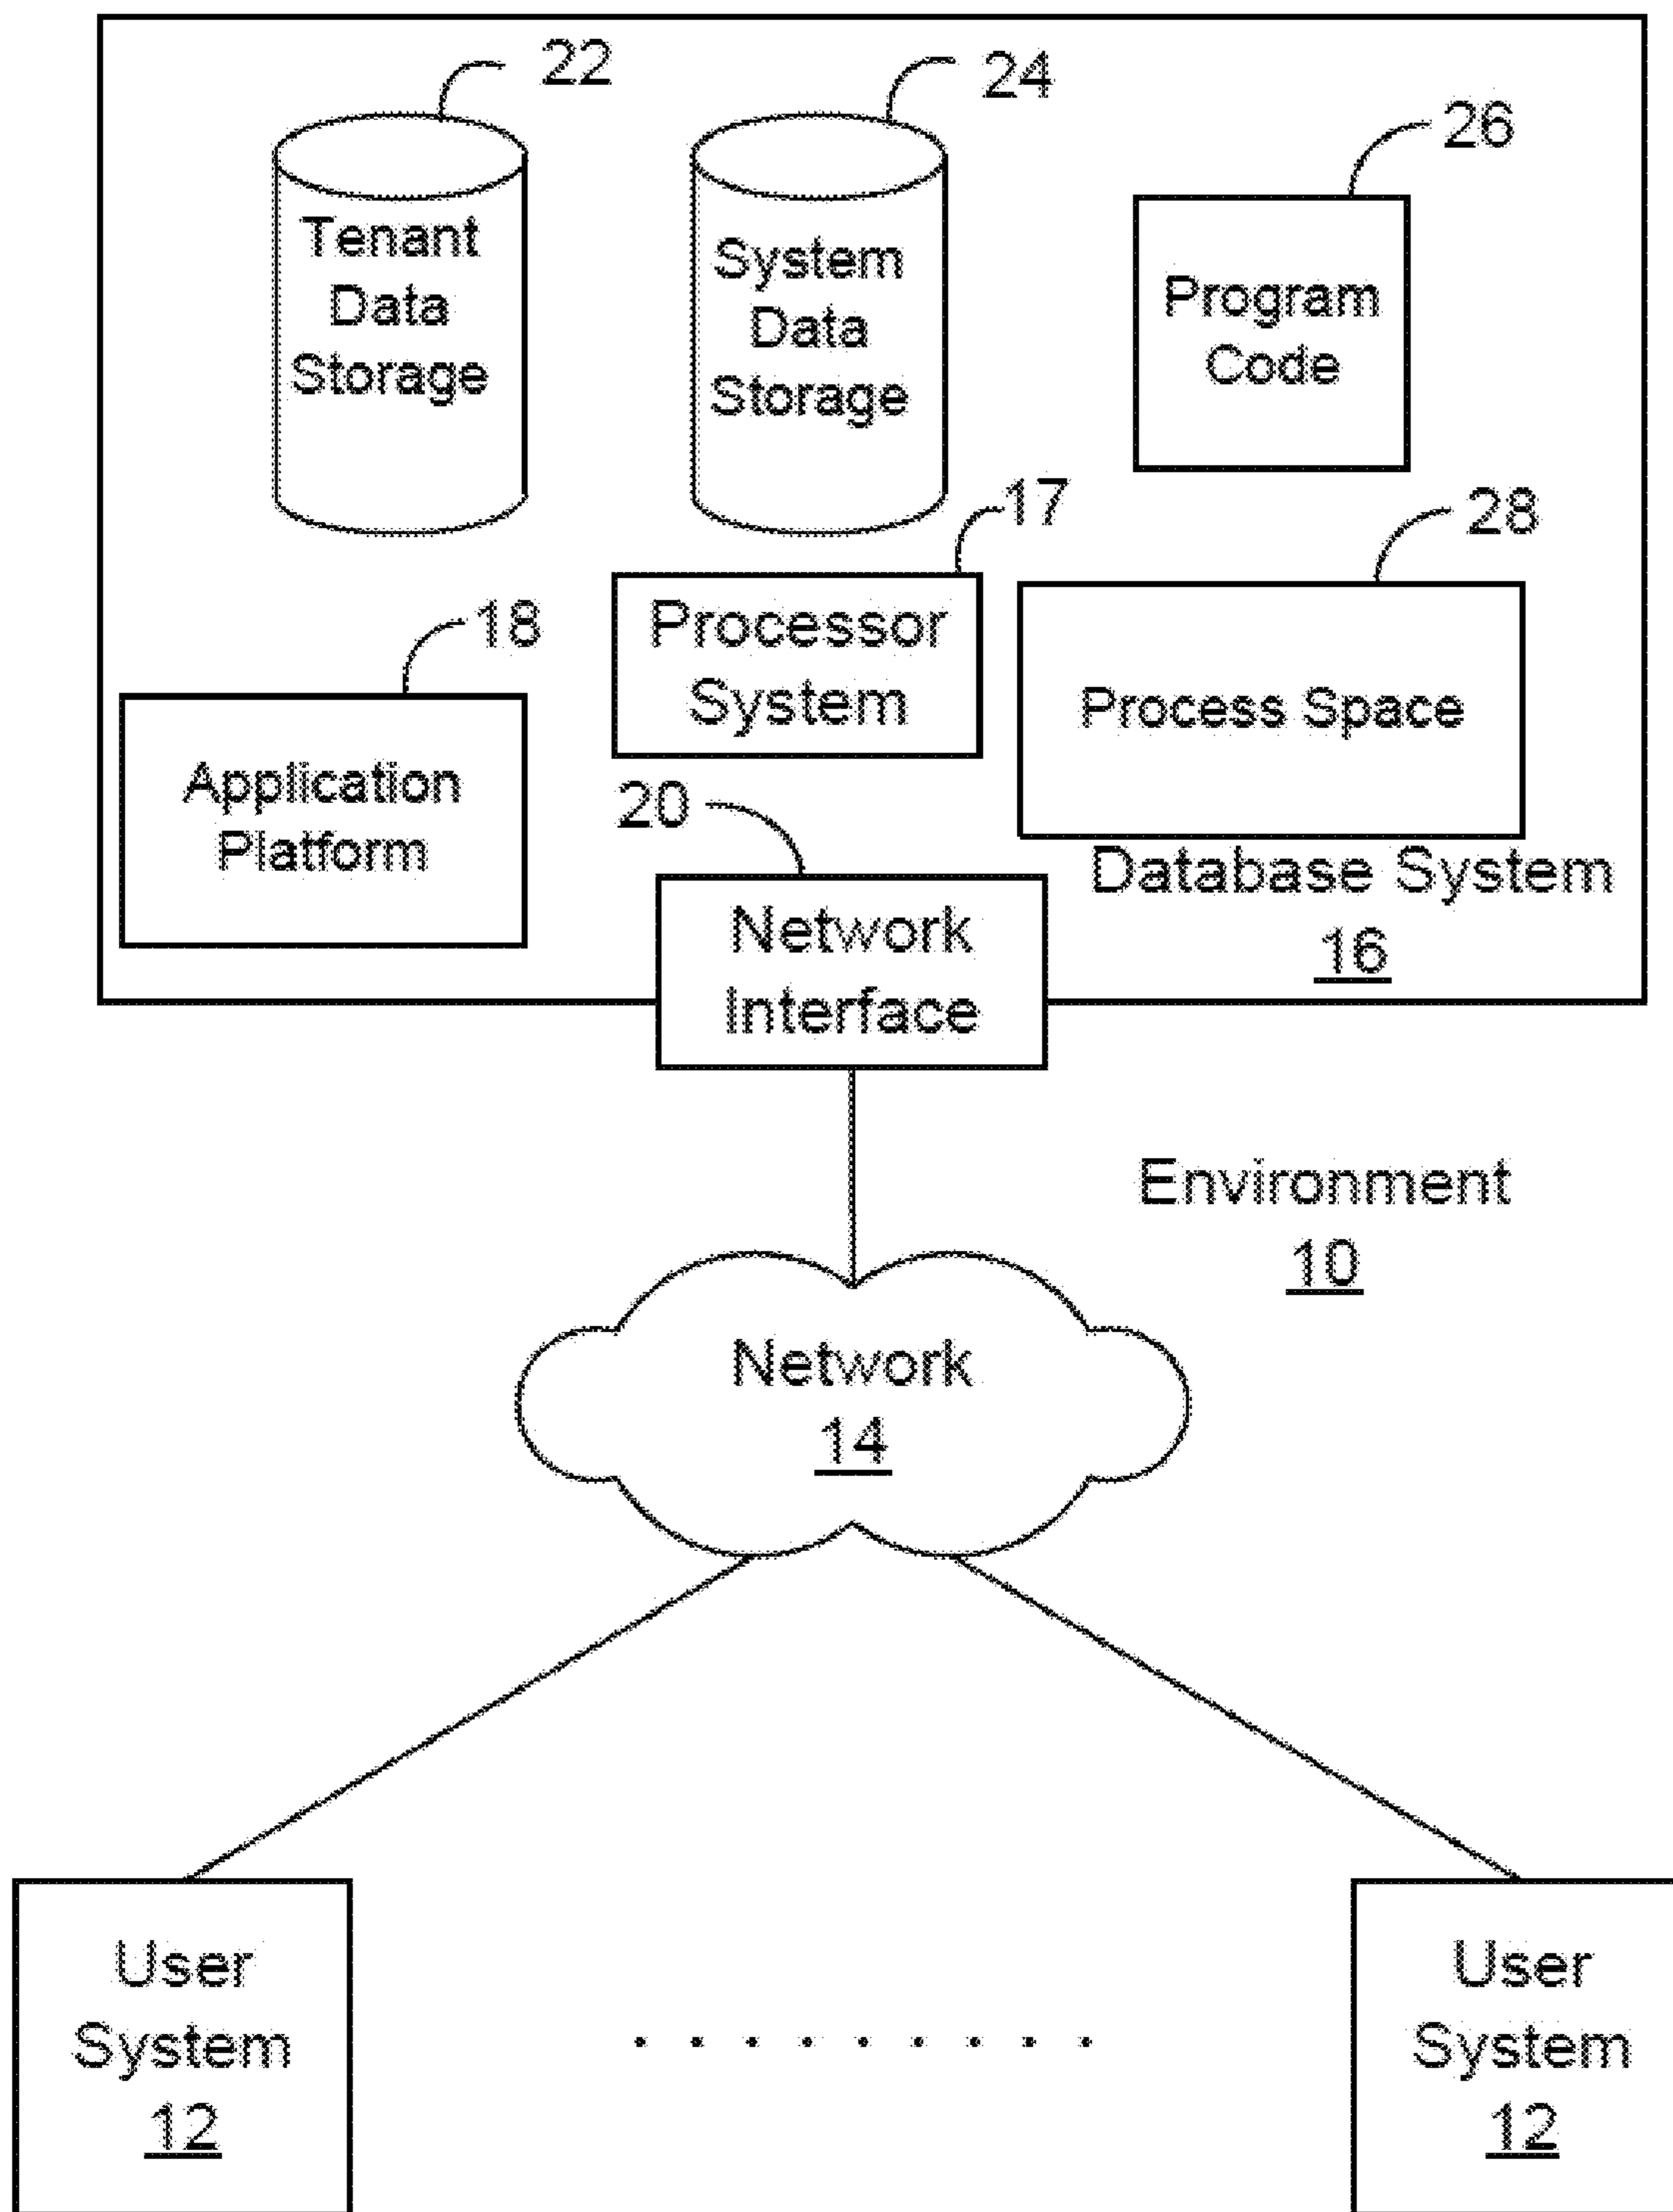 22
24
26
Tenant
Data
Storage
System
Data
Storage
Program
Code
17
28
18
Processor
System
Process Space
Application
Platform
20
Database System
16
Network
Interface
Environment
10
Network
14
User
System
12
User
System
12